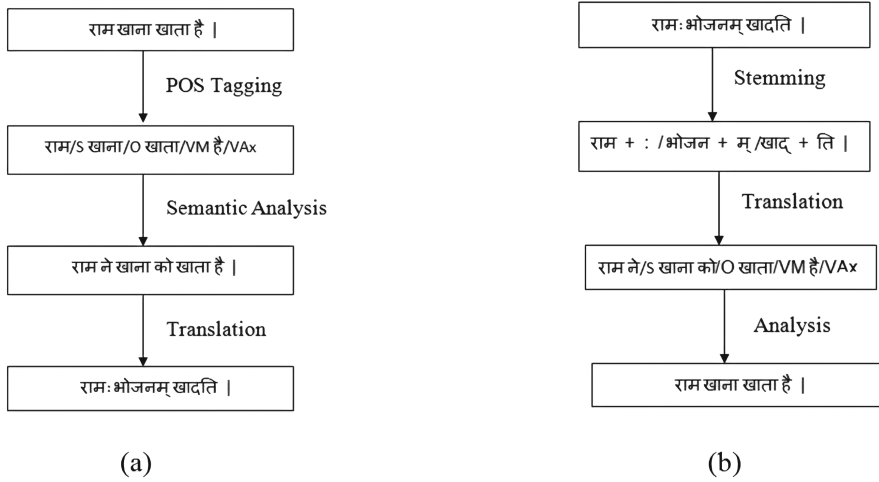 राम खाना खाता है |
POS Tagging
राम/S खाना/O खाता/VM है/VAx
Semantic Analysis
राम ने खाना को खाता है |
Translation
रामः भोजनम् खादति |
(a)
रामः भोजनम् खादति |
Stemming
राम + : /भोजन + म् /खाद् + ति |
Translation
राम ने/S खाना को/O खाता/VM है/VAx
Analysis
राम खाना खाता है |
(b)